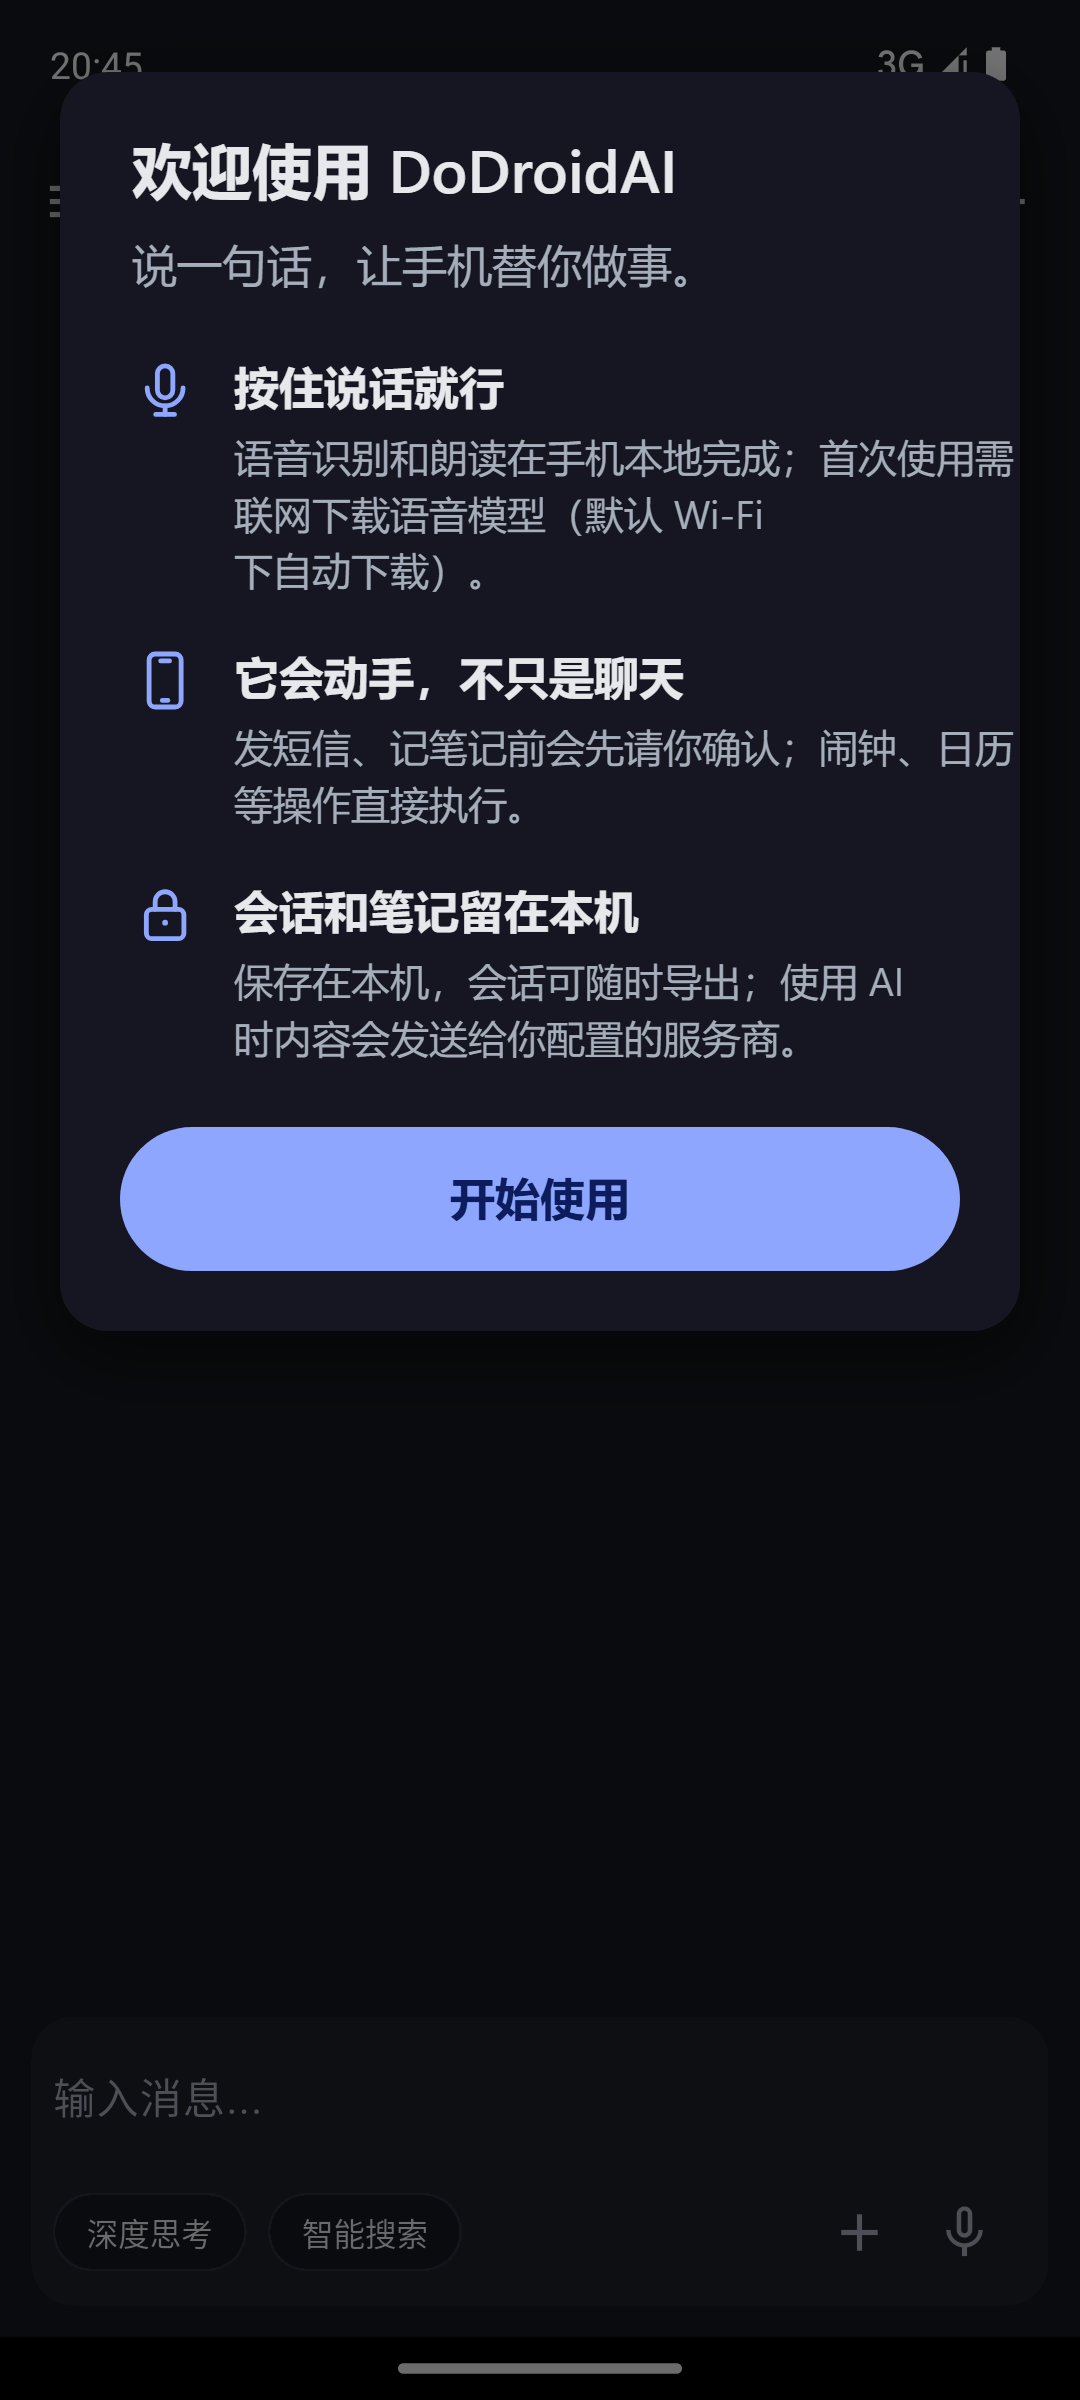 20:45
3G
欢迎使用 DoDroidAI
说一句话，让手机替你做事。
按住说话就行
语音识别和朗读在手机本地完成；首次使用需
联网下载语音模型（默认 Wi-Fi
下自动下载）。
它会动手，不只是聊天
发短信、记笔记前会先请你确认；闹钟、日历
等操作直接执行。
会话和笔记留在本机
保存在本机，会话可随时导出；使用 AI
时内容会发送给你配置的服务商。
开始使用
输入消息...
深度思考
智能搜索